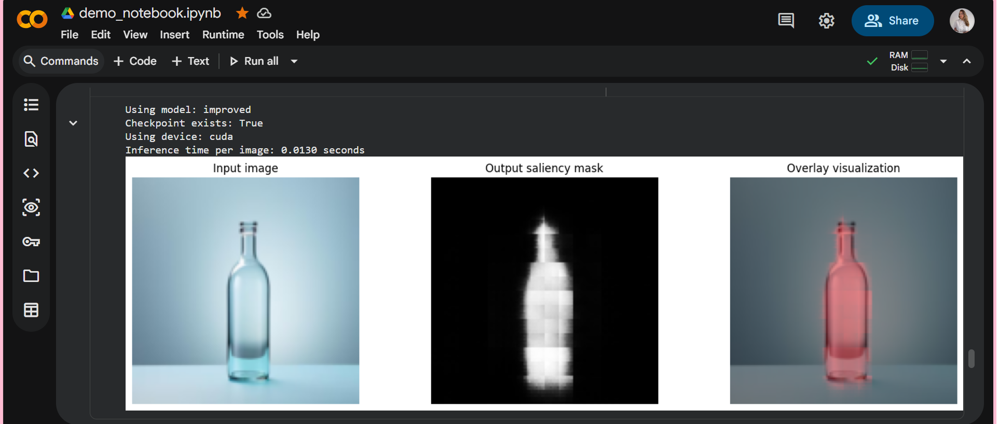 demo_notebook.ipynb
File Edit View Insert Runtime Tools Help
Share
Commands + Code + Text Run all
RAM
Disk
Using model: improved
Checkpoint exists: True
Using device: cuda
Inference time per image: 0.0130 seconds
Input image
Output saliency mask
Overlay visualization